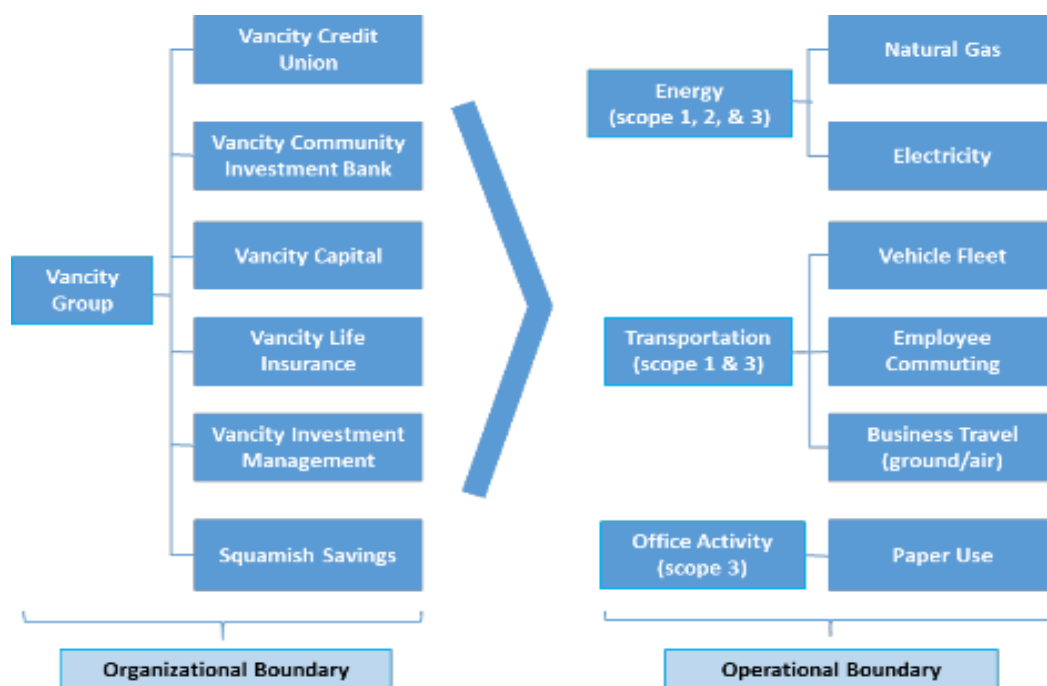 Vancity Credit
Union
Vancity Community
Investment Bank
Vancity Capital
Vancity
Group
Vancity Life
Insurance
Vancity Investment
Management
Squamish Savings
Organizational Boundary
Energy
(scope 1, 2, & 3)
Natural Gas
Electricity
Transportation
(scope 1 & 3)
Vehicle Fleet
Employee
Commuting
Business Travel
(ground/air)
Office Activity
(scope 3)
Paper Use
Operational Boundary